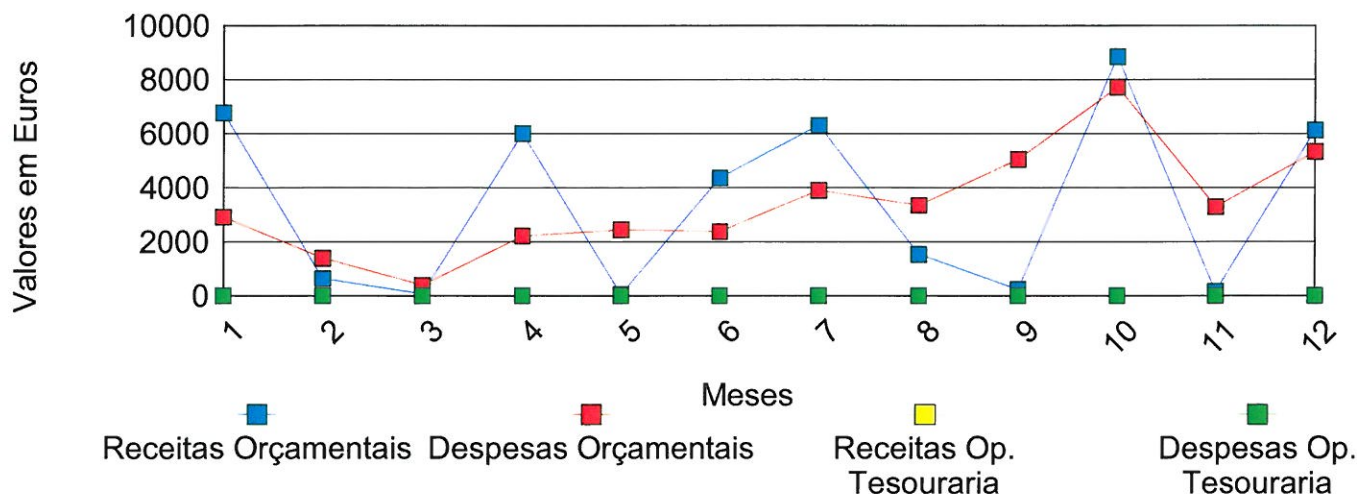 Valores em Euros
10000
8000
6000
4000
2000
0
1 2 3 4 5 6 7 8 9 10 11 12
Meses
Receitas Orçamentais Despesas Orçamentais Receitas Op. Tesouraria Despesas Op. Tesouraria